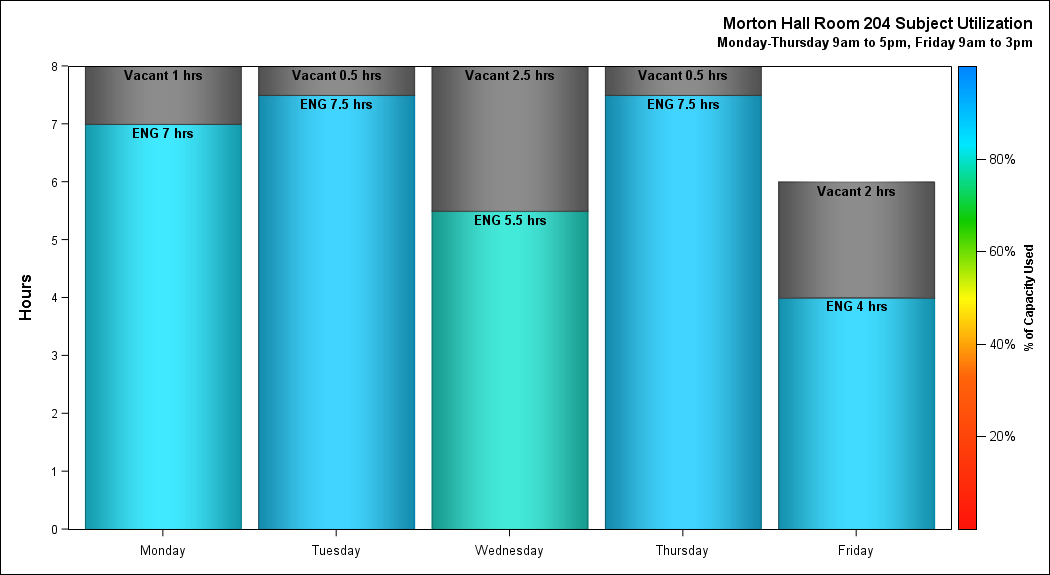 Morton Hall Room 204 Subject Utilization
Monday-Thursday 9am to 5pm, Friday 9am to 3pm
Hours
8
7
6
5
4
3
2
1
0
Vacant 1 hrs
ENG 7 hrs
Vacant 0.5 hrs
ENG 7.5 hrs
Vacant 2.5 hrs
ENG 5.5 hrs
Vacant 0.5 hrs
ENG 7.5 hrs
Vacant 2 hrs
ENG 4 hrs
Monday
Tuesday
Wednesday
Thursday
Friday
80%
60%
40%
20%
% of Capacity Used